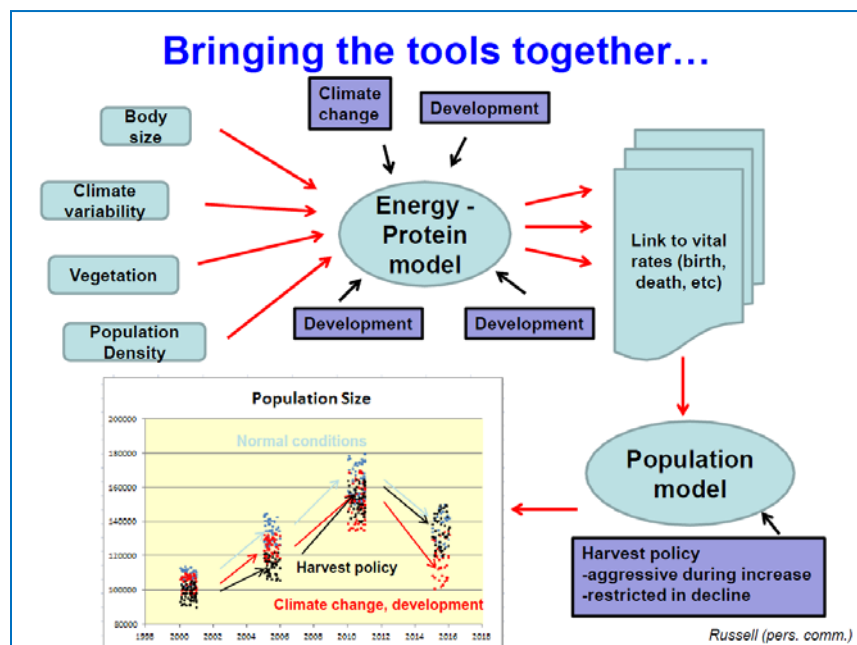 Bringing the tools together…
Climate
change
Development
Body
size
Climate
variability
Vegetation
Population
Density
Energy -
Protein
model
Development
Development
Link to vital
rates (birth,
death, etc)
Population
model
Harvest policy
-aggressive during increase
-restricted in decline
Population Size
200000
180000
160000
140000
120000
100000
80000
Normal conditions
Harvest policy
Climate change, development
1998 2000 2002 2004 2006 2008 2010 2012 2014 2016 2018
Russell (pers. comm.)